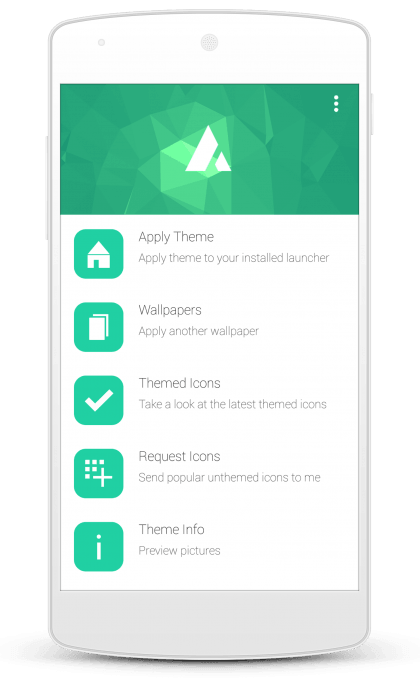 Apply Theme
Apply theme to your installed launcher
Wallpapers
Apply another wallpaper
Themed Icons
Take a look at the latest themed icons
Request Icons
Send popular unthemed icons to me
Theme Info
Preview pictures